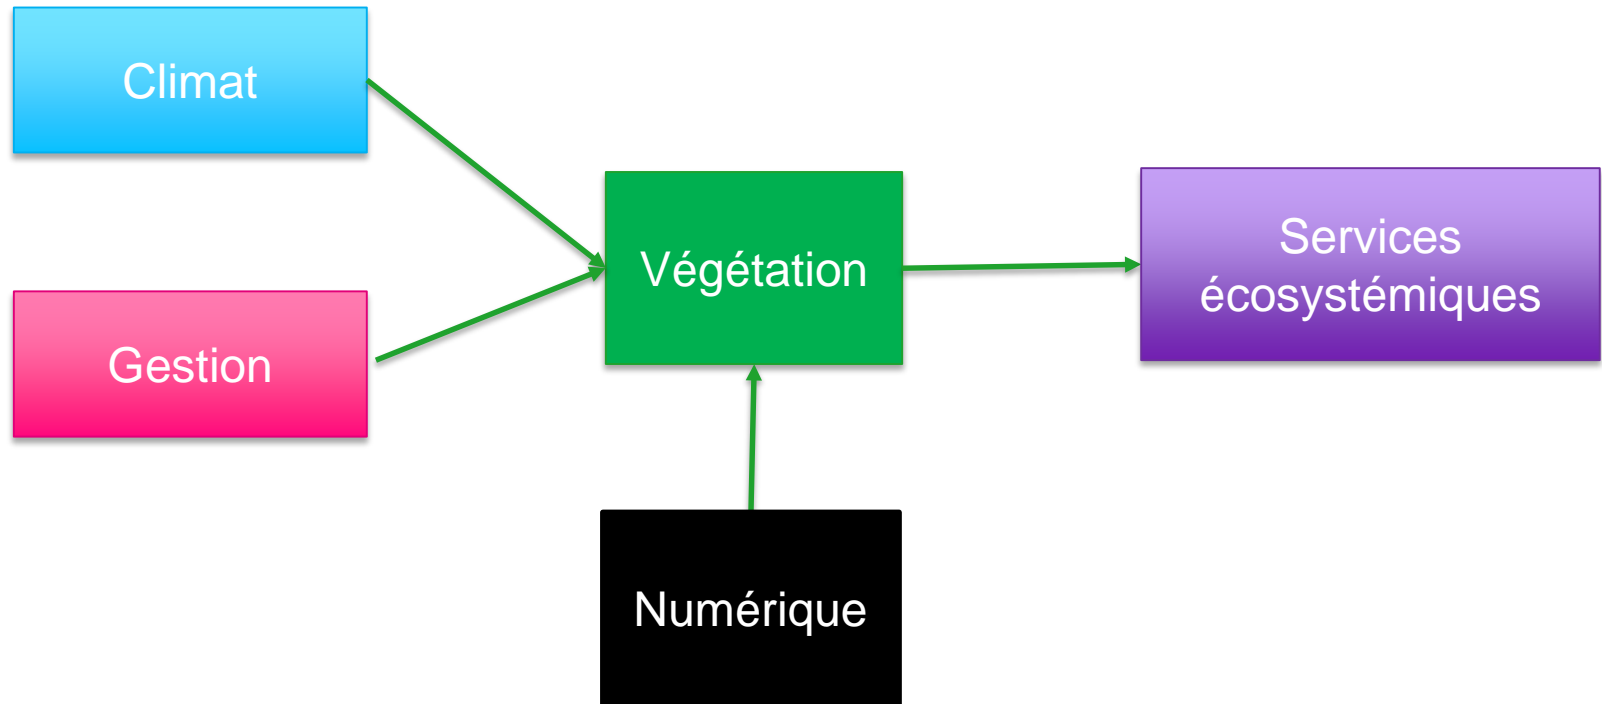 Climat
Gestion
Végétation
Numérique
Services
écosystémiques